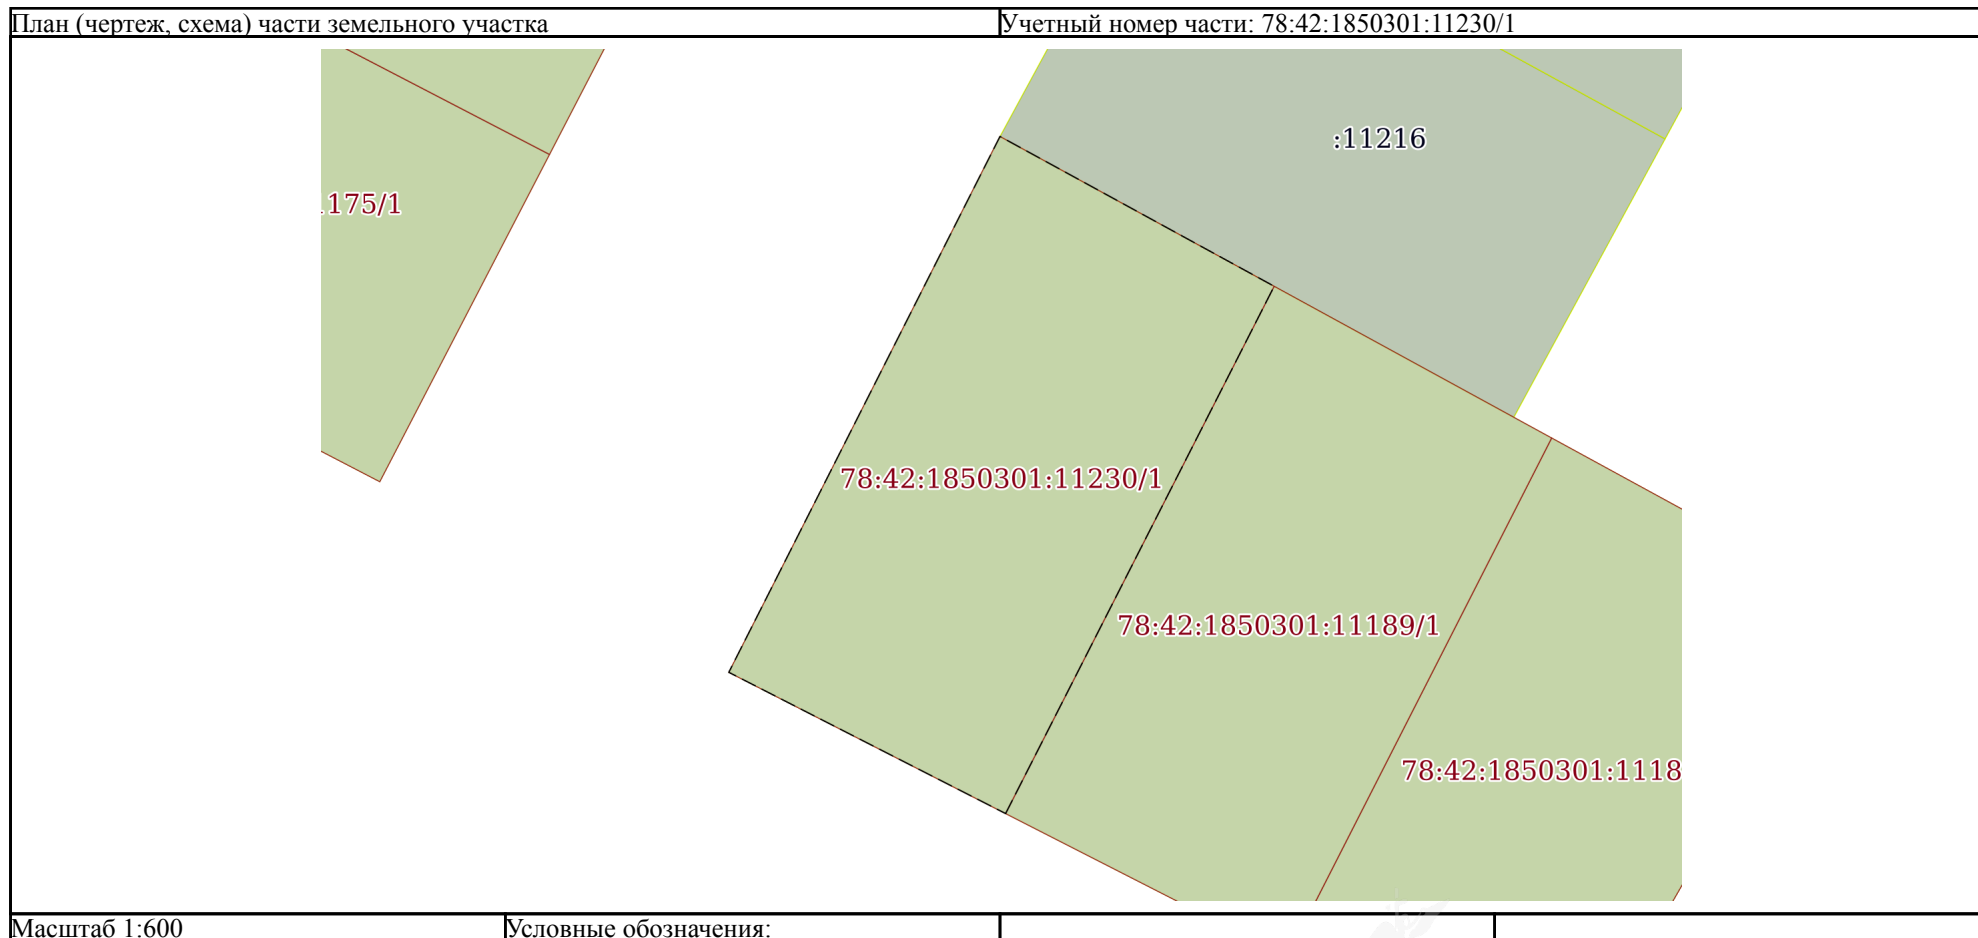 План (чертеж, схема) части земельного участка
Учетный номер части: 78:42:1850301:11230/1
:11216
1175/1
78:42:1850301:11230/1
78:42:1850301:11189/1
78:42:1850301:1118
Масштаб 1:600
Условные обозначения: